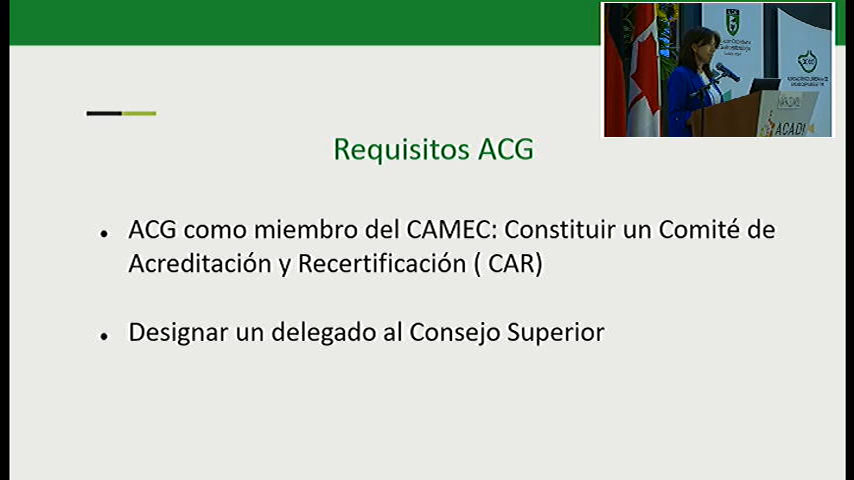 Requisitos ACG
ACG como miembro del CAMEC: Constituir un Comité de
Acreditación y Recertificación ( CAR)
Designar un delegado al Consejo Superior
ACADI